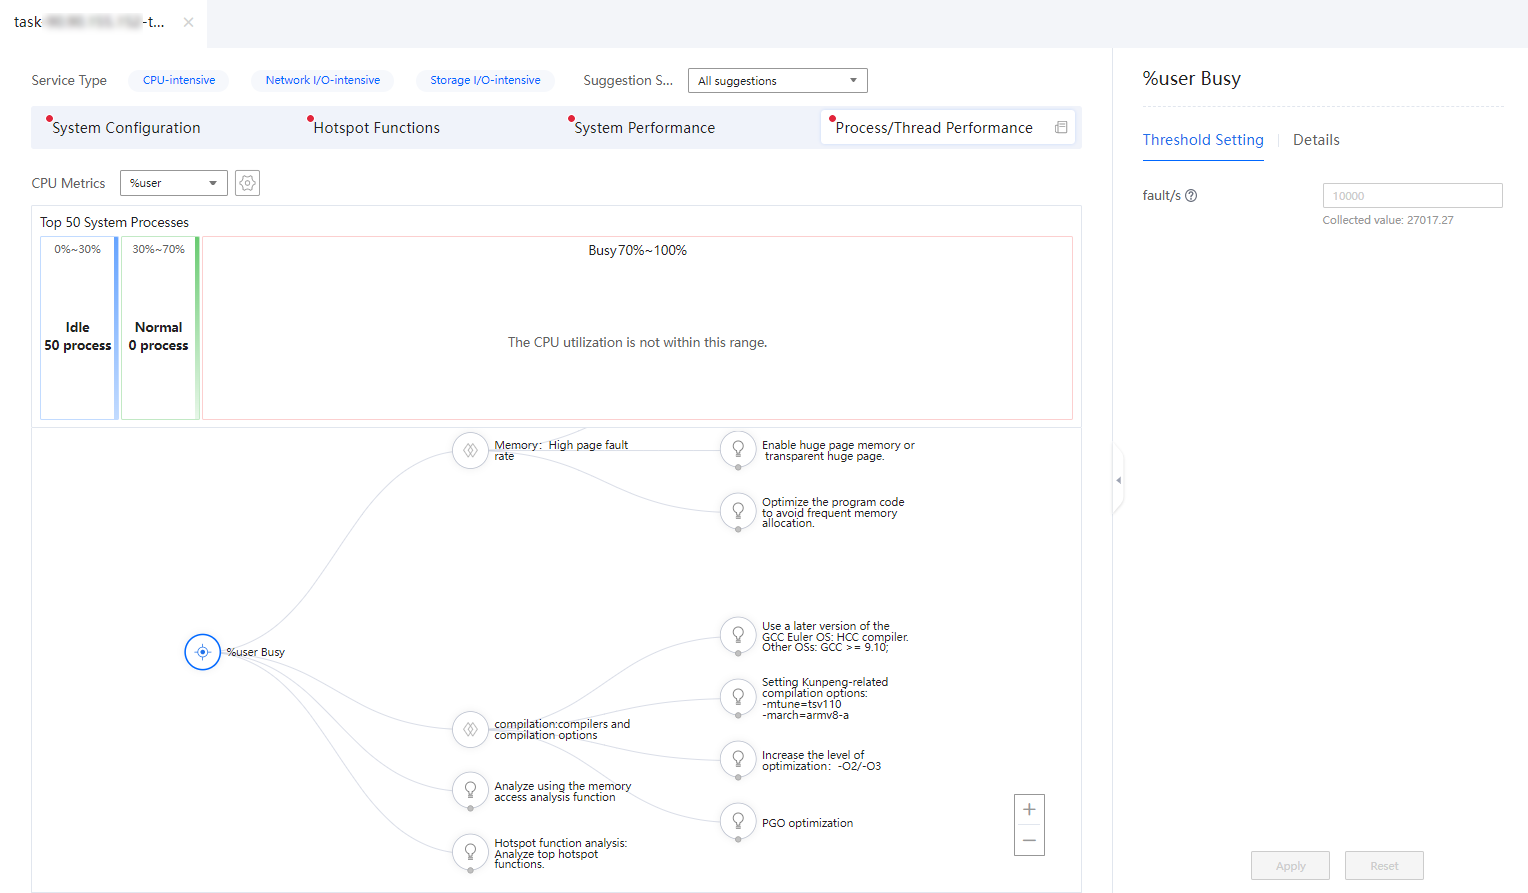 task -t...
Service Type CPU-intensive Network I/O-intensive Storage I/O-intensive Suggestion S... All suggestions
System Configuration Hotspot Functions System Performance Process/Thread Performance
CPU Metrics %user
Top 50 System Processes
0%~30% 30%~70% Busy70%~100%
Idle
50 process
Normal
0 process
The CPU utilization is not within this range.
Memory: High page fault
rate
Enable huge page memory or
transparent huge page.
Optimize the program code
to avoid frequent memory
allocation.
%user Busy
Use a later version of the
GCC Euler OS: HCC compiler.
Other OSs: GCC >= 9.10;
Setting Kunpeng-related
compilation options:
-mtune=tsv110
-march=armv8-a
compilation:compilers and
compilation options
Increase the level of
optimization: -O2/-O3
Analyze using the memory
access analysis function
PGO optimization
Hotspot function analysis:
Analyze top hotspot
functions.
%user Busy
Threshold Setting Details
fault/s 10000
Collected value: 27017.27
Apply Reset